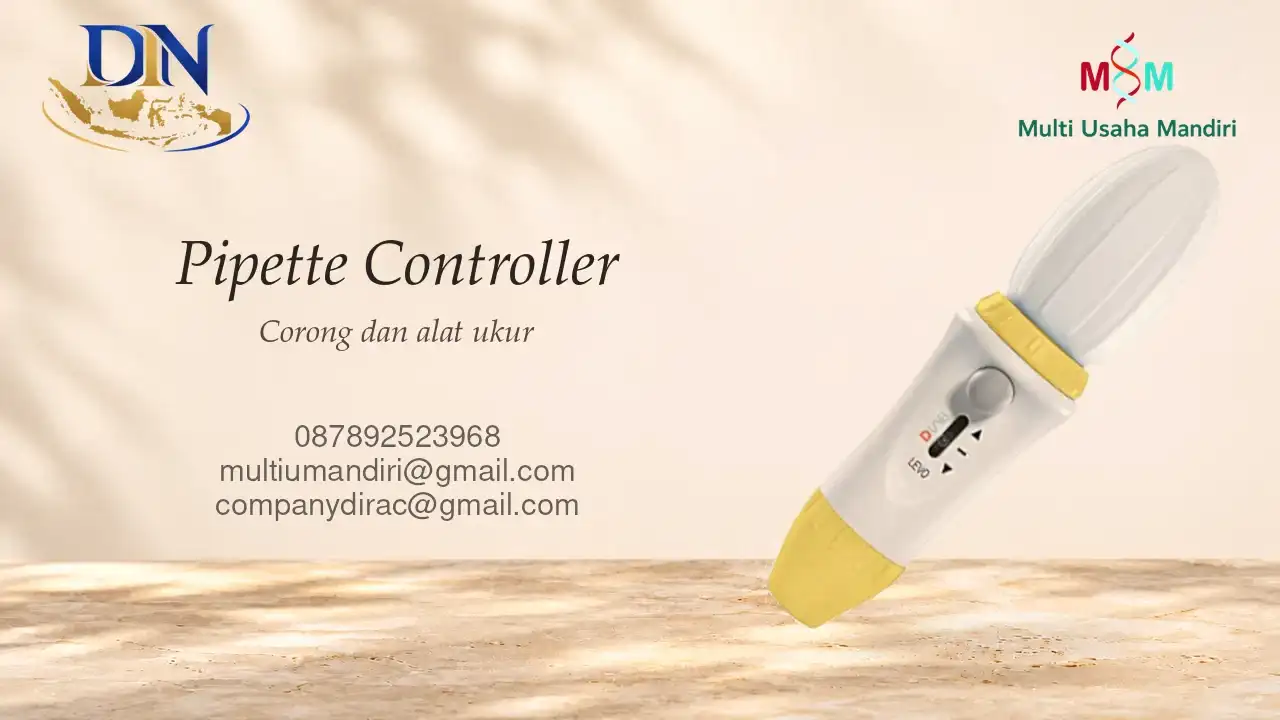 DN
MSM
Multi Usaha Mandiri
Pipette Controller
Corong dan alat ukur
087892523968
multiumandiri@gmail.com
companydirac@gmail.com
DLAB
LEVO